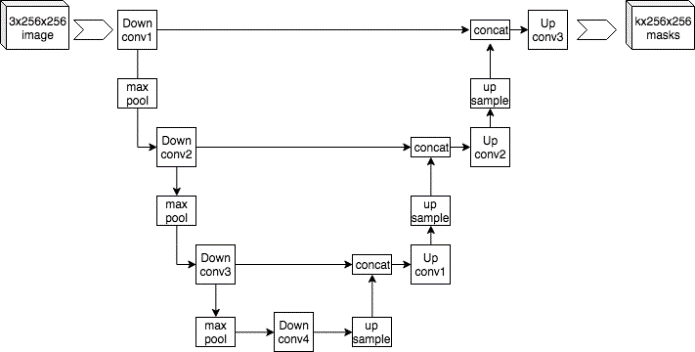 3x256x256
image
Down
conv1
concat
Up
conv3
kx256x256
masks
max
pool
up
sample
Down
conv2
concat
Up
conv2
max
pool
up
sample
Down
conv3
concat
Up
conv1
max
pool
Down
conv4
up
sample